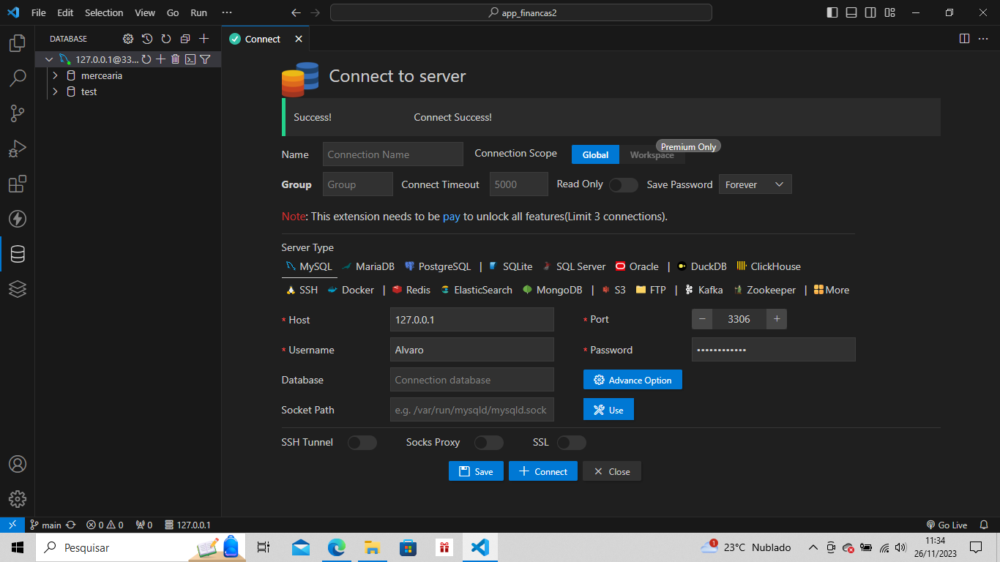 File Edit Selection View Go Run ···
app_financas2
DATABASE
Connect
127.0.0.1@33...
mercearia
test
Connect to server
Success! Connect Success!
Name Connection Name Connection Scope Global Workspace Premium Only
Group Group Connect Timeout 5000 Read Only Save Password Forever
Note: This extension needs to be pay to unlock all features(Limit 3 connections).
Server Type
MySQL MariaDB PostgreSQL | SQLite SQL Server Oracle | DuckDB ClickHouse
SSH Docker | Redis ElasticSearch MongoDB | S3 FTP | Kafka Zookeeper | More
* Host 127.0.0.1 * Port 3306
* Username Alvaro * Password ••••••••••••
Database Connection database Advance Option
Socket Path e.g. /var/run/mysqld/mysqld.sock Use
SSH Tunnel Socks Proxy SSL
Save Connect Close
main 0 0 0 127.0.0.1 Go Live
Pesquisar 1 23°C Nublado 11:34
26/11/2023